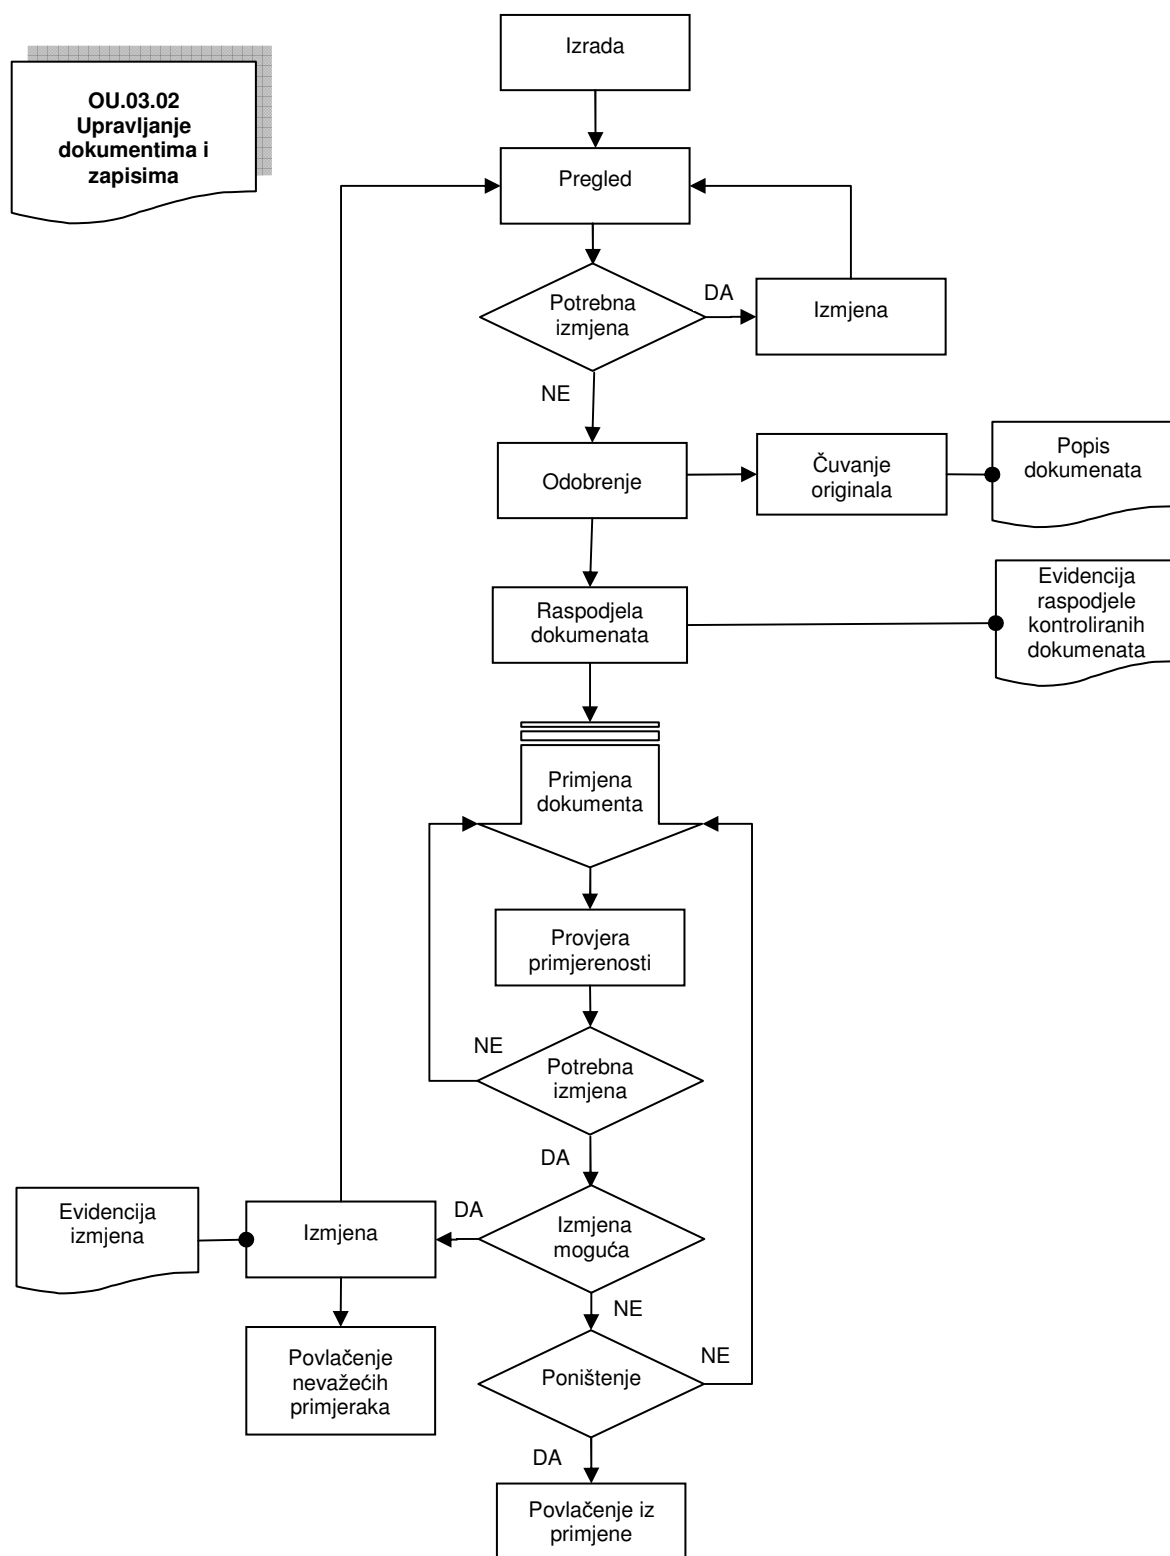 Izrada
OU.03.02
Upravljanje
dokumentima i
zapisima
Pregled
Potrebna
izmjena
DA
Izmjena
NE
Odobrenje
Čuvanje
originala
Popis
dokumenata
Raspodjela
dokumenata
Evidencija
raspodjele
kontroliranih
dokumenata
Primjena
dokumenta
Provjera
primjerenosti
NE
Potrebna
izmjena
DA
Evidencija
izmjena
Izmjena
DA
Izmjena
moguća
NE
Povlačenje
nevažećih
primjeraka
Poništenje
NE
DA
Povlačenje iz
primjene